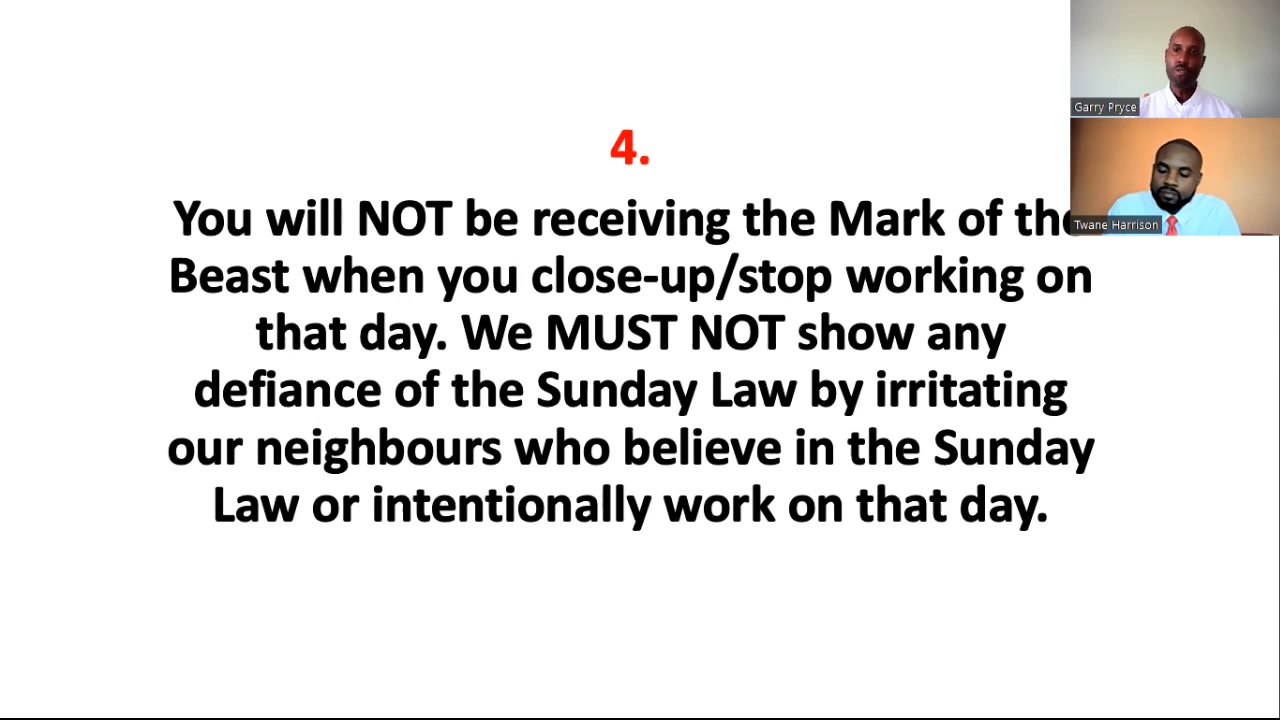 4.
You will NOT be receiving the Mark of the
Beast when you close-up/stop working on
that day. We MUST NOT show any
defiance of the Sunday Law by irritating
our neighbours who believe in the Sunday
Law or intentionally work on that day.
Garry Pryce
Twane Harrison